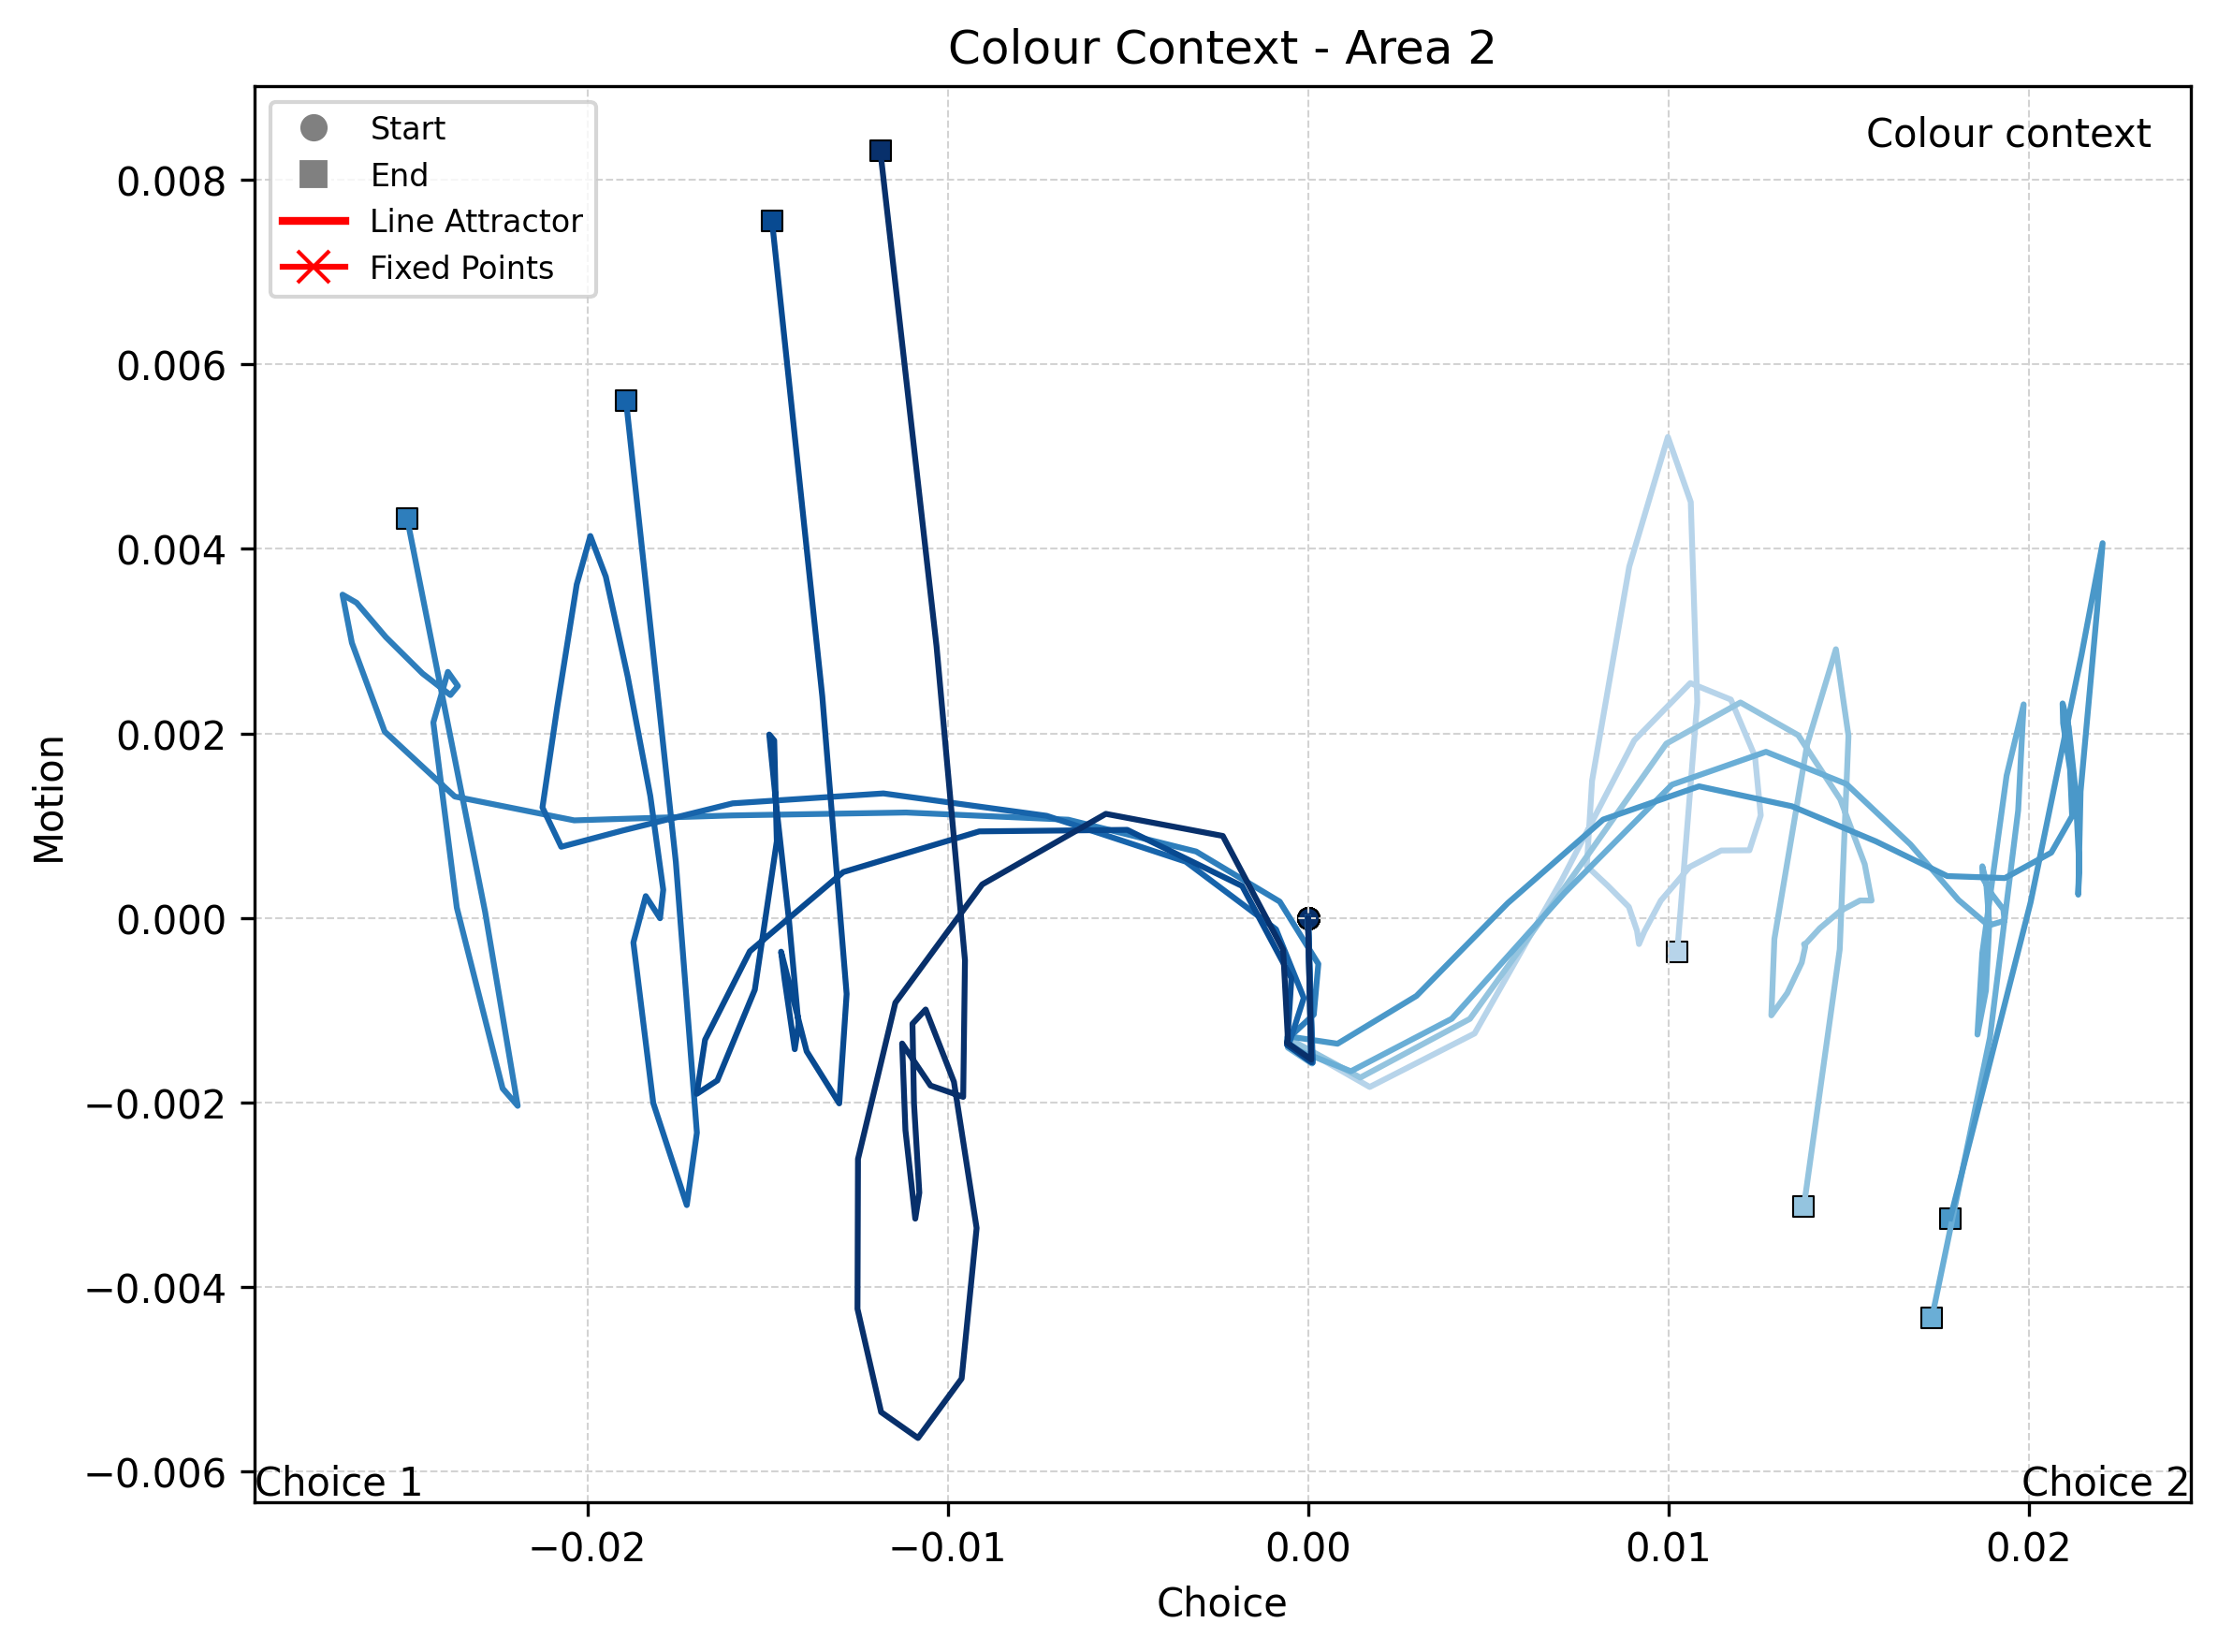 Colour Context - Area 2
Start
End
Line Attractor
Fixed Points
Colour context
0.008
0.006
0.004
0.002
0.000
−0.002
−0.004
−0.006
Motion
Choice 1
Choice 2
−0.02
−0.01
0.00
0.01
0.02
Choice